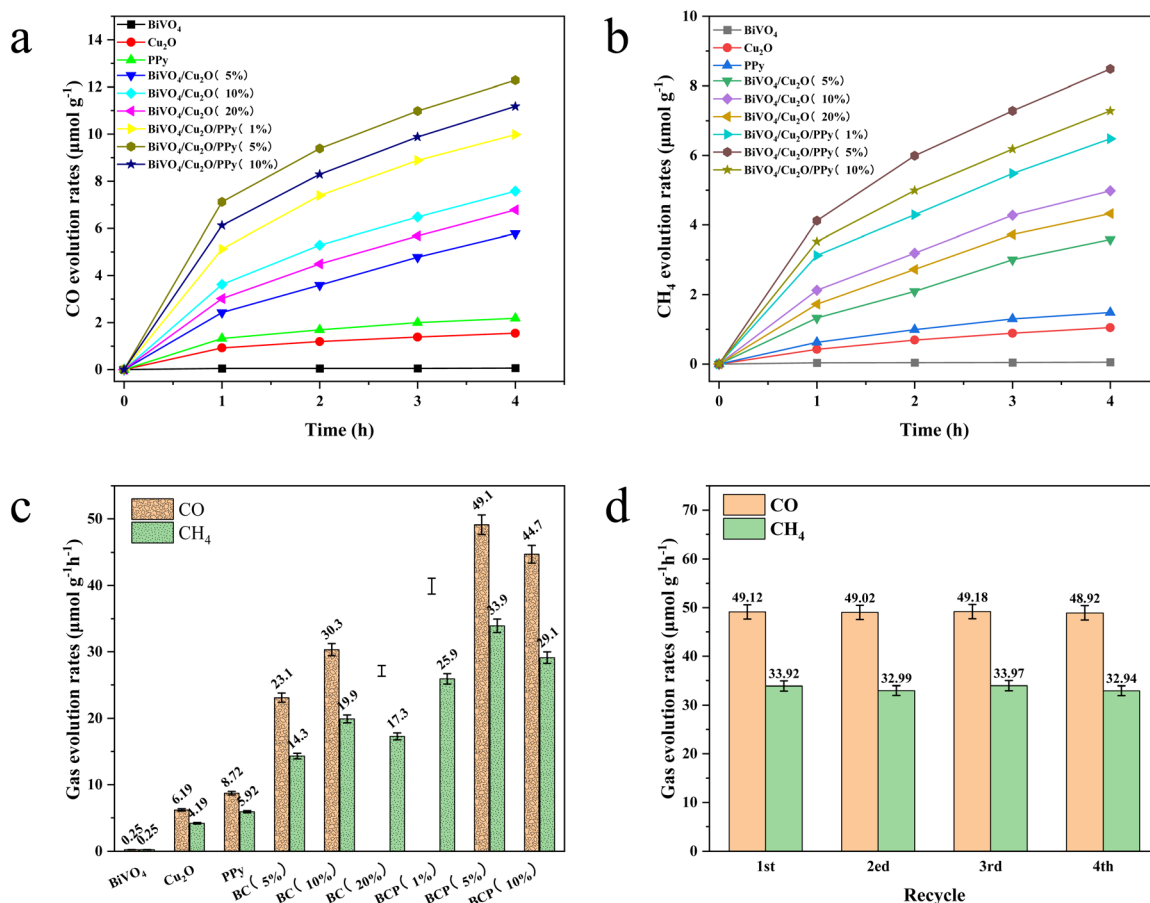 a
CO evolution rates (μmol g⁻¹)
14
12
10
8
6
4
2
0
BiVO₄
Cu₂O
PPy
BiVO₄/Cu₂O( 5%)
BiVO₄/Cu₂O( 10%)
BiVO₄/Cu₂O( 20%)
BiVO₄/Cu₂O/PPy( 1%)
BiVO₄/Cu₂O/PPy( 5%)
BiVO₄/Cu₂O/PPy( 10%)
0 1 2 3 4
Time (h)
b
CH₄ evolution rates (μmol g⁻¹)
10
8
6
4
2
0
BiVO₄
Cu₂O
PPy
BiVO₄/Cu₂O( 5%)
BiVO₄/Cu₂O( 10%)
BiVO₄/Cu₂O( 20%)
BiVO₄/Cu₂O/PPy( 1%)
BiVO₄/Cu₂O/PPy( 5%)
BiVO₄/Cu₂O/PPy( 10%)
0 1 2 3 4
Time (h)
c
Gas evolution rates (μmol g⁻¹h⁻¹)
50
40
30
20
10
0
CO
CH₄
0.25 0.25
6.19 4.19
8.72 5.92
23.1 14.3
30.3 19.9
17.3
25.9
49.1 33.9
44.7 29.1
BiVO₄ Cu₂O PPy BC( 5%) BC( 10%) BC( 20%) BCP( 1%) BCP( 5%) BCP( 10%)
d
Gas evolution rates (μmol g⁻¹h⁻¹)
70
60
50
40
30
20
10
0
CO
CH₄
49.12 49.02 49.18 48.92
33.92 32.99 33.97 32.94
1st 2ed 3rd 4th
Recycle